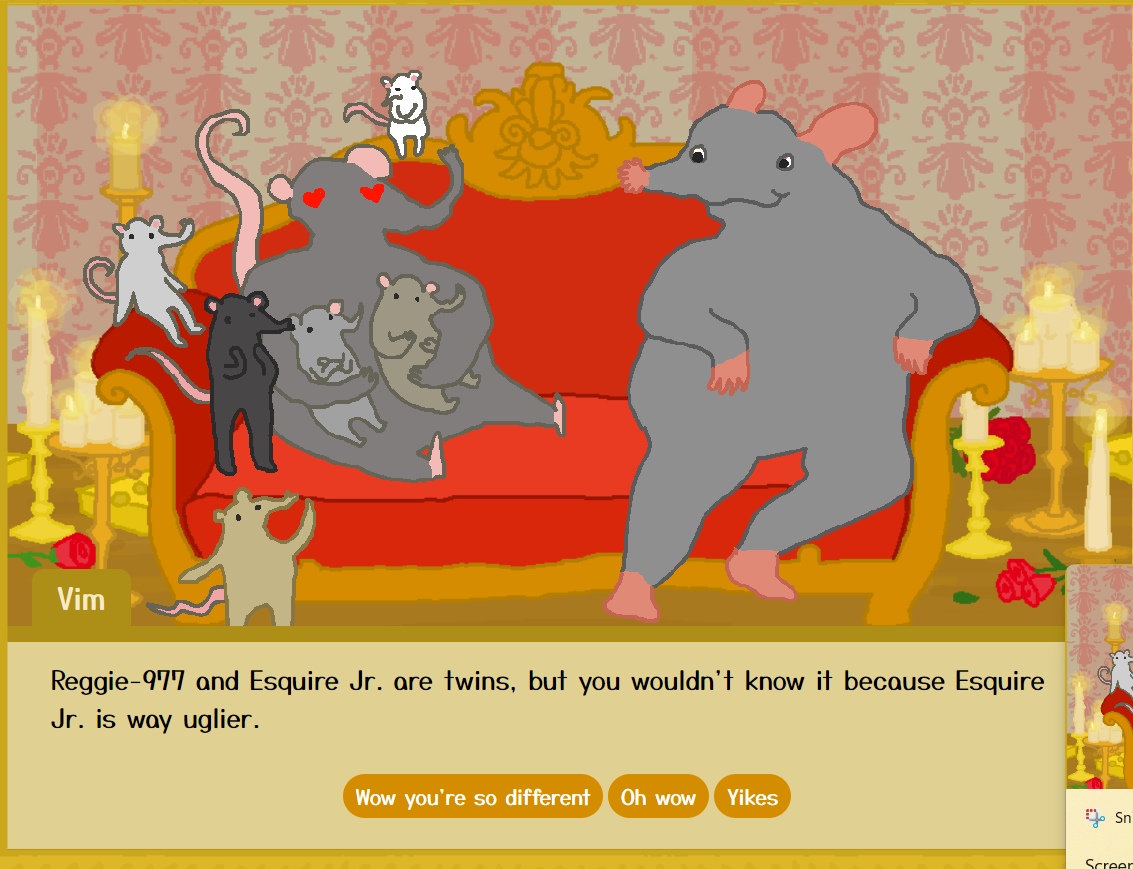 Vim
Reggie-977 and Esquire Jr. are twins, but you wouldn't know it because Esquire
Jr. is way uglier.
Wow you're so different
Oh wow
Yikes